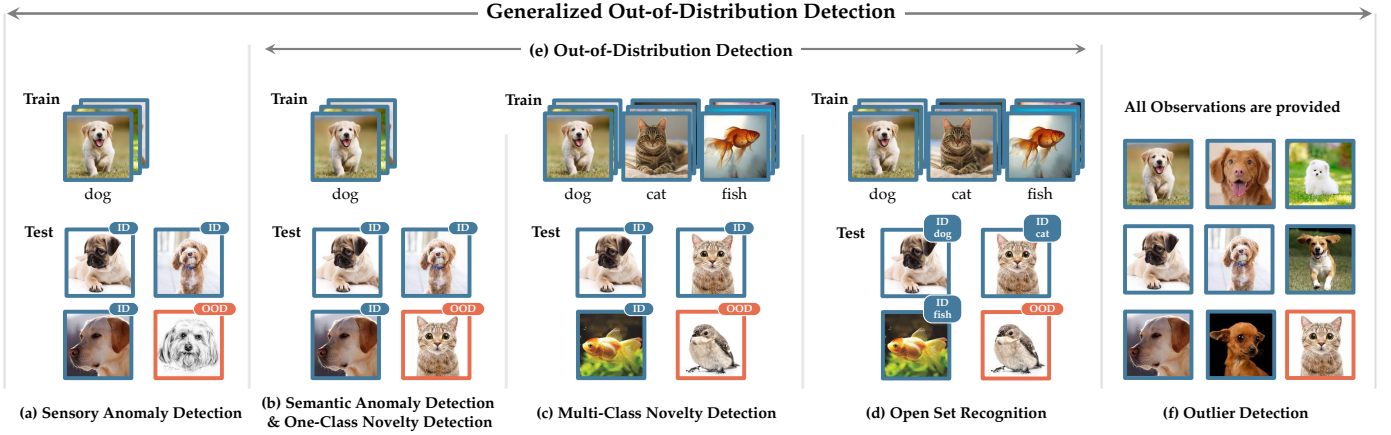 Generalized Out-of-Distribution Detection
(e) Out-of-Distribution Detection
Train
dog
Test
ID
ID
ID
OOD
(a) Sensory Anomaly Detection
Train
dog
Test
ID
ID
ID
OOD
(b) Semantic Anomaly Detection
& One-Class Novelty Detection
Train
dog
cat
fish
Test
ID
ID
ID
OOD
(c) Multi-Class Novelty Detection
Train
dog
cat
fish
Test
ID
dog
ID
cat
ID
fish
OOD
(d) Open Set Recognition
All Observations are provided
(f) Outlier Detection